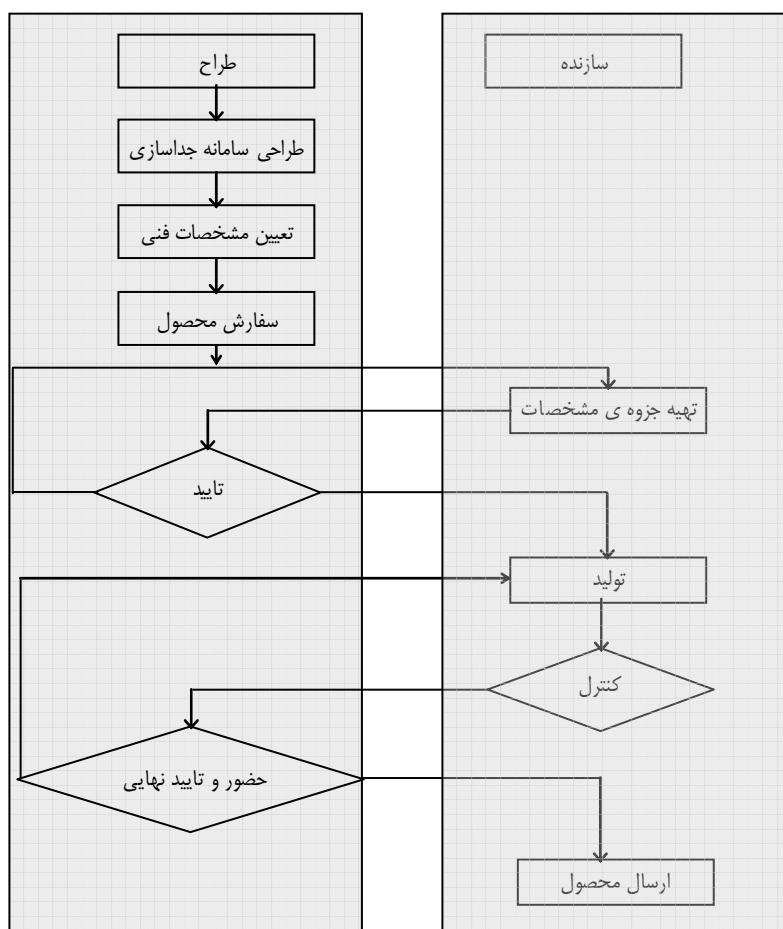 طراح
سازنده
طراحی سامانه جداسازی
تعیین مشخصات فنی
سفارش محصول
تهیه جزوه ی مشخصات
تایید
تولید
کنترل
حضور و تایید نهایی
ارسال محصول